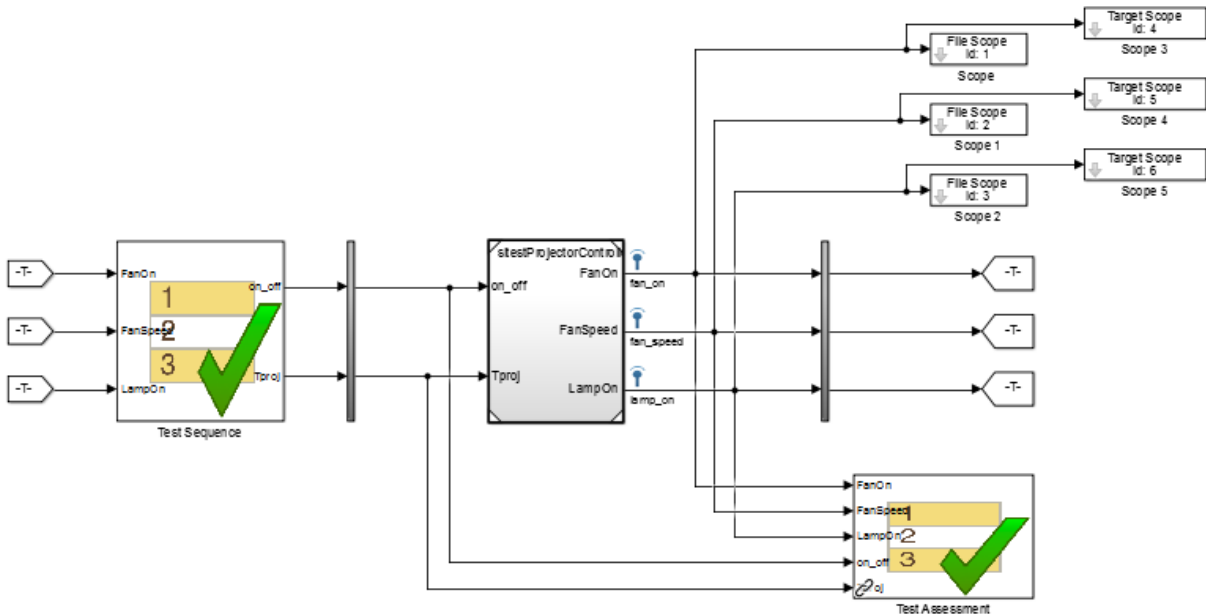 Target Scope
Id: 4
Scope 3
File Scope
Id: 1
Scope
Target Scope
Id: 5
Scope 4
File Scope
Id: 2
Scope 1
Target Scope
Id: 6
Scope 5
File Scope
Id: 3
Scope 2
-T-
-T-
-T-
FanOn
FanSpeed
LampOn
1
2
3
on_off
Tproj
Test Sequence
sltestProjectorControll
on_off
Tproj
FanOn
FanSpeed
LampOn
fan_on
fan_speed
lamp_on
-T-
-T-
-T-
FanOn
FanSpeed
LampOn
on_off
oj
1
2
3
Test Assessment